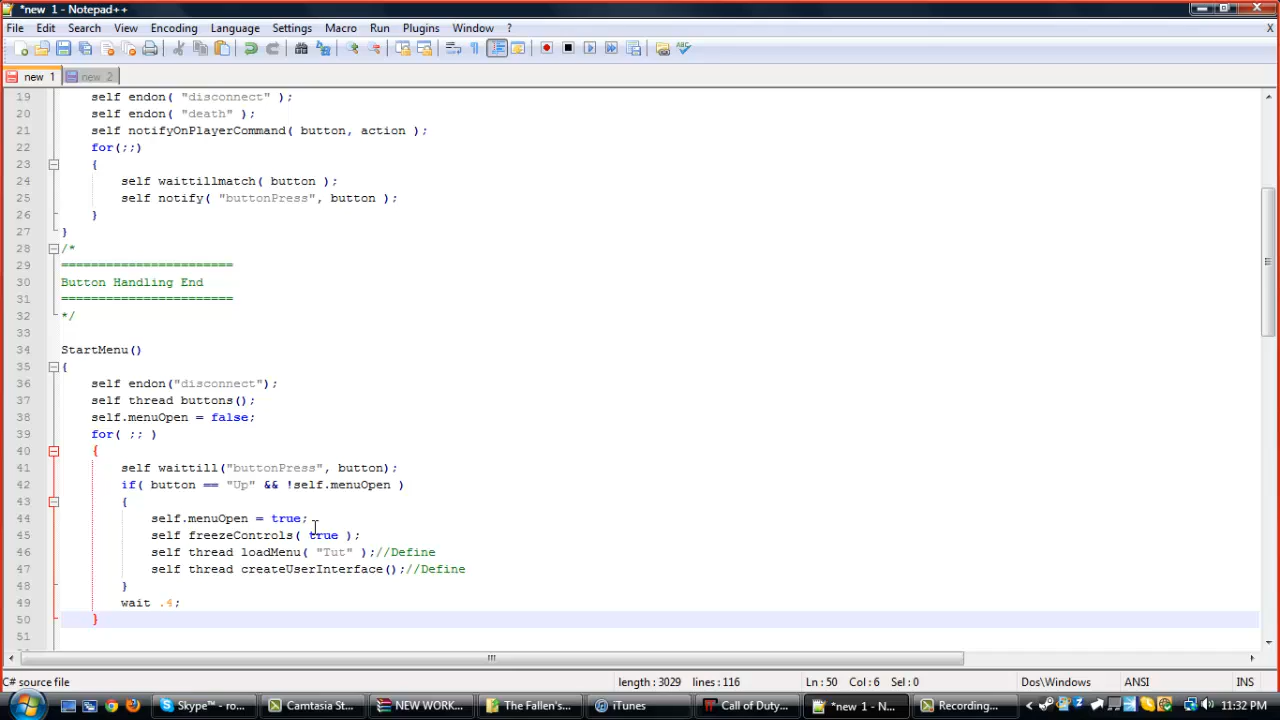 *new 1 - Notepad++
File Edit Search View Encoding Language Settings Macro Run Plugins Window ? X
new 1 new 2
19 self endon( "disconnect" );
20 self endon( "death" );
21 self notifyOnPlayerCommand( button, action );
22 for(;;)
23 {
24 self waittillmatch( button );
25 self notify( "buttonPress", button );
26 }
27 }
28 /*
29 =======================
30 Button Handling End
31 =======================
32 */
33
34 StartMenu()
35 {
36 self endon("disconnect");
37 self thread buttons();
38 self.menuOpen = false;
39 for( ;; )
40 {
41 self waittill("buttonPress", button);
42 if( button == "Up" && !self.menuOpen )
43 {
44 self.menuOpen = true;
45 self freezeControls( true );
46 self thread loadMenu( "Tut" );//Define
47 self thread createUserInterface();//Define
48 }
49 wait .4;
50 }
51
C# source file length : 3029 lines : 116 Ln : 50 Col : 6 Sel : 0 Dos\Windows ANSI INS
Skype™ - ro... Camtasia St... NEW WORK... The Fallen's... iTunes Call of Duty... *new 1 - N... Recording... 11:32 PM